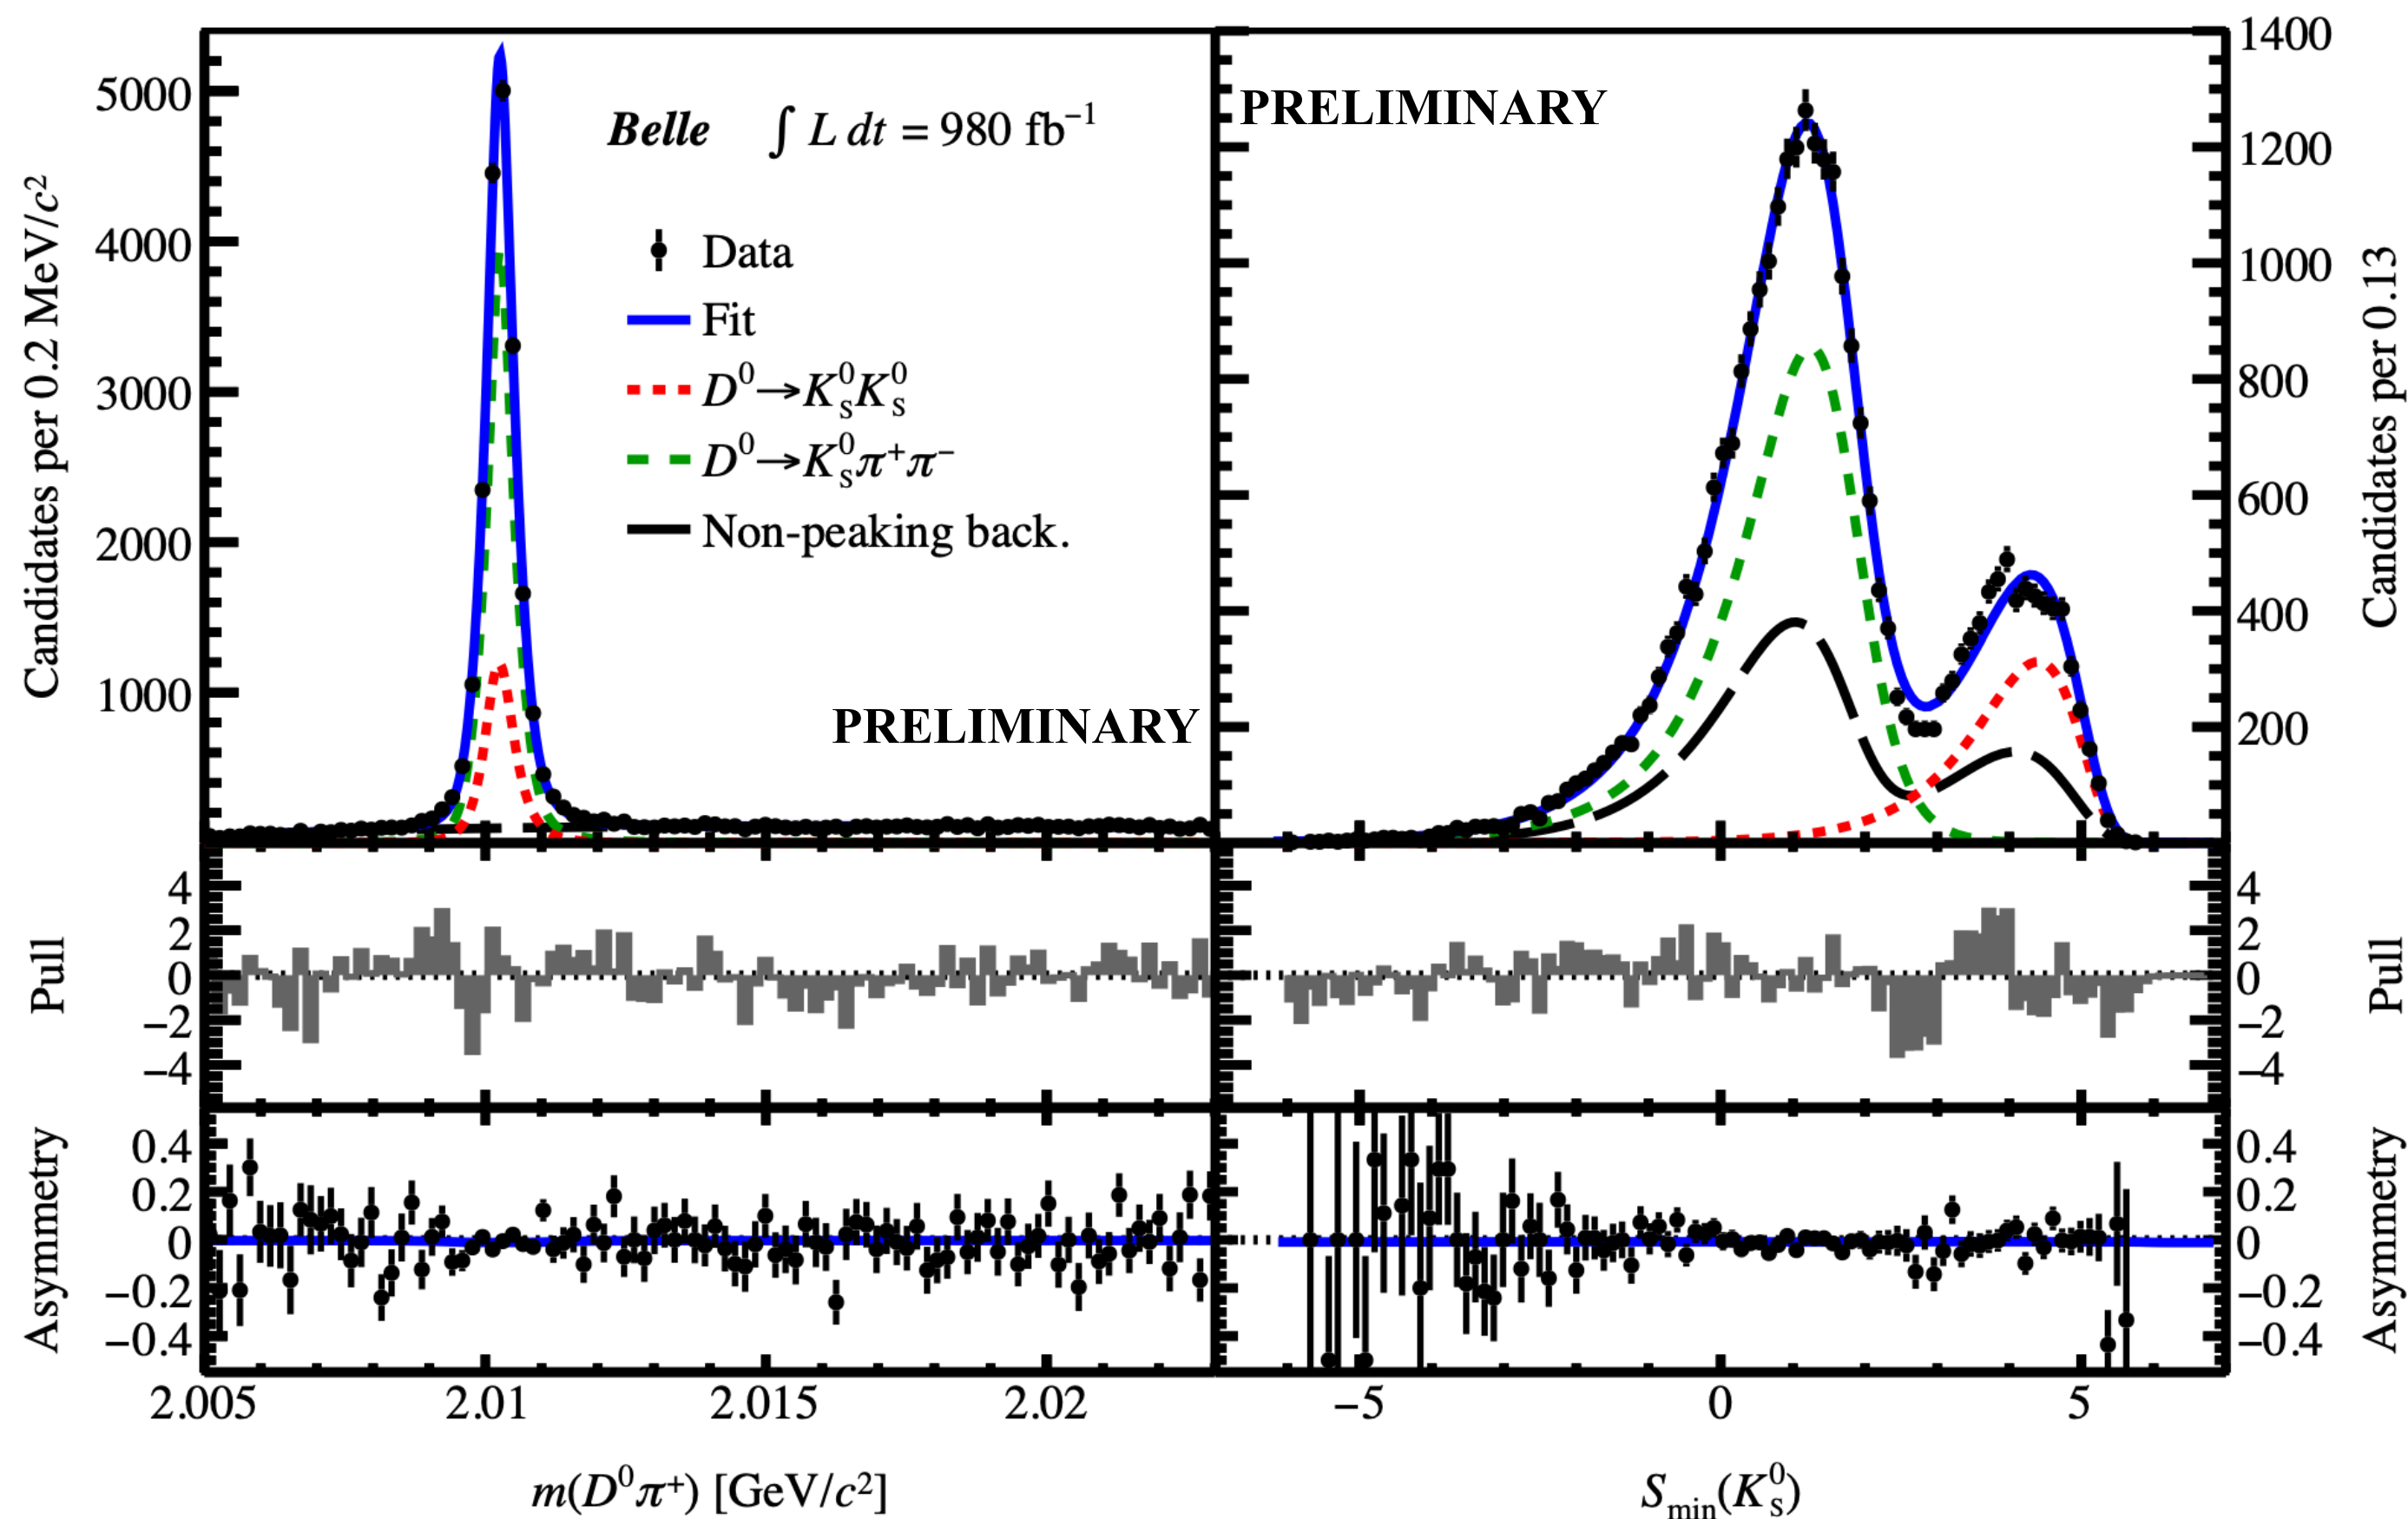 1400
PRELIMINARY
5000
Belle ∫ L dt = 980 fb⁻¹
1200
Candidates per 0.2 MeV/c²
4000
Data
1000
Candidates per 0.13
Fit
3000
D⁰→K⁰ₛK⁰ₛ
800
D⁰→K⁰ₛπ⁺π⁻
600
2000
Non-peaking back.
400
1000
PRELIMINARY
200
Pull
4
2
0
−2
−4
4
2
0
−2
−4
Pull
Asymmetry
0.4
0.2
0
−0.2
−0.4
0.4
0.2
0
−0.2
−0.4
Asymmetry
2.005 2.01 2.015 2.02
−5 0 5
m(D⁰π⁺) [GeV/c²]
S_min(K⁰ₛ)